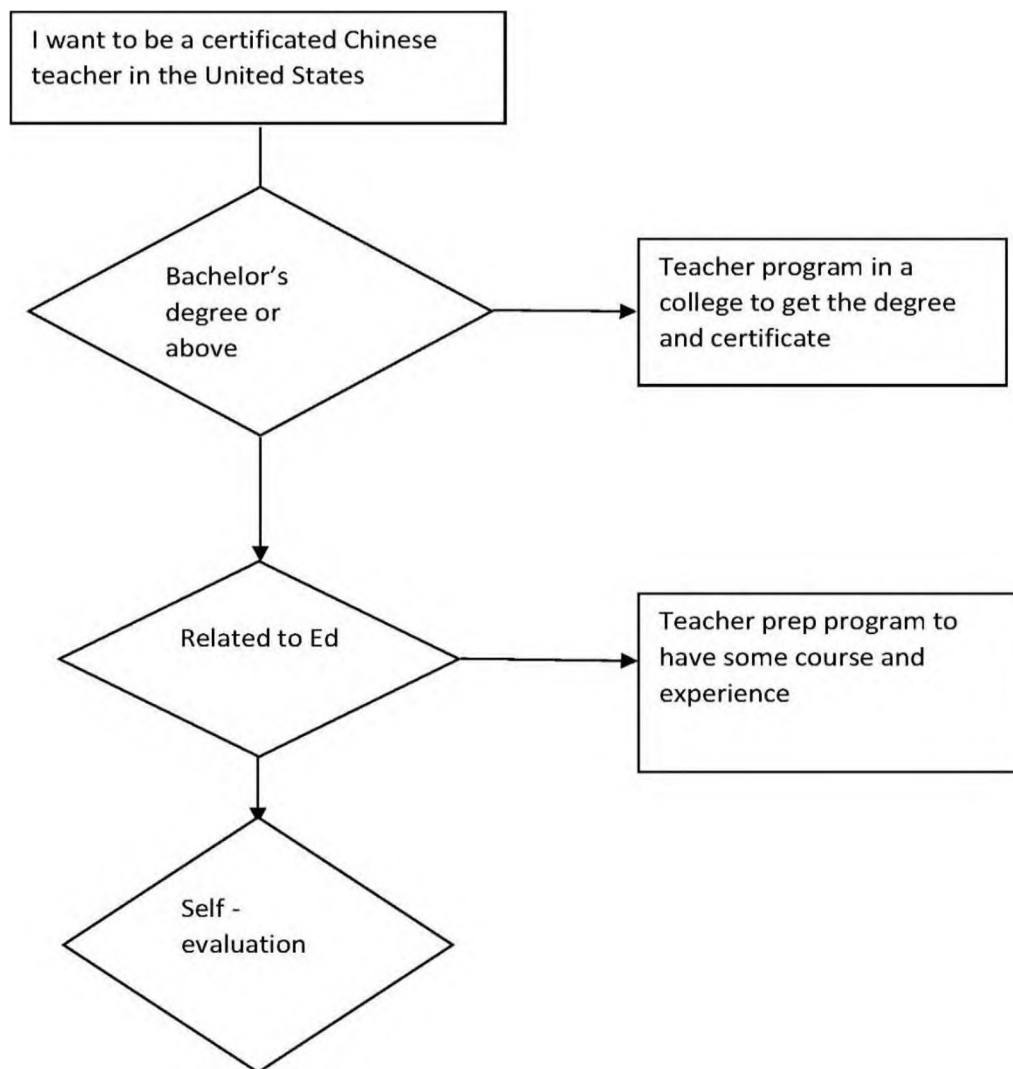 I want to be a certificated Chinese
teacher in the United States
Bachelor's
degree or
above
Teacher program in a
college to get the degree
and certificate
Related to Ed
Teacher prep program to
have some course and
experience
Self -
evaluation